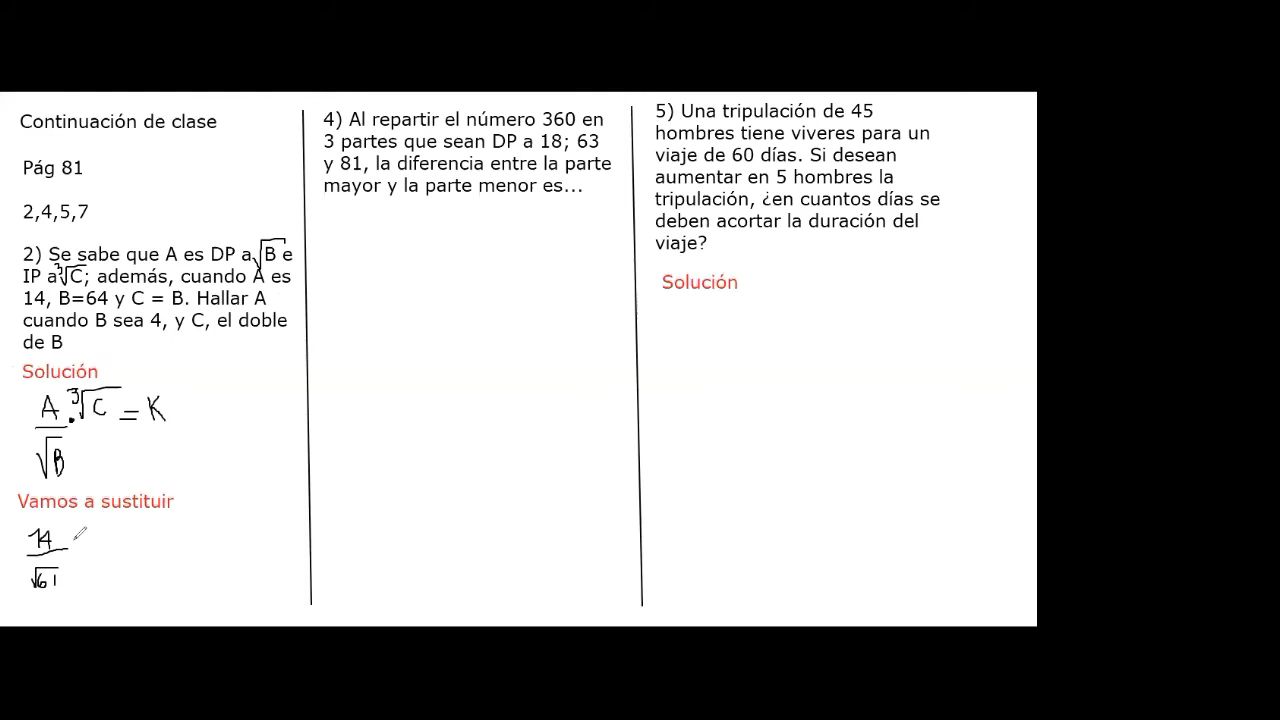 Continuación de clase
Pág 81
2,4,5,7
2) Se sabe que A es DP a √B e
IP a ∛C; además, cuando A es
14, B=64 y C = B. Hallar A
cuando B sea 4, y C, el doble
de B
Solución
A . ∛C = K
√B
Vamos a sustituir
14
√61
4) Al repartir el número 360 en
3 partes que sean DP a 18; 63
y 81, la diferencia entre la parte
mayor y la parte menor es...
5) Una tripulación de 45
hombres tiene viveres para un
viaje de 60 días. Si desean
aumentar en 5 hombres la
tripulación, ¿en cuantos días se
deben acortar la duración del
viaje?
Solución